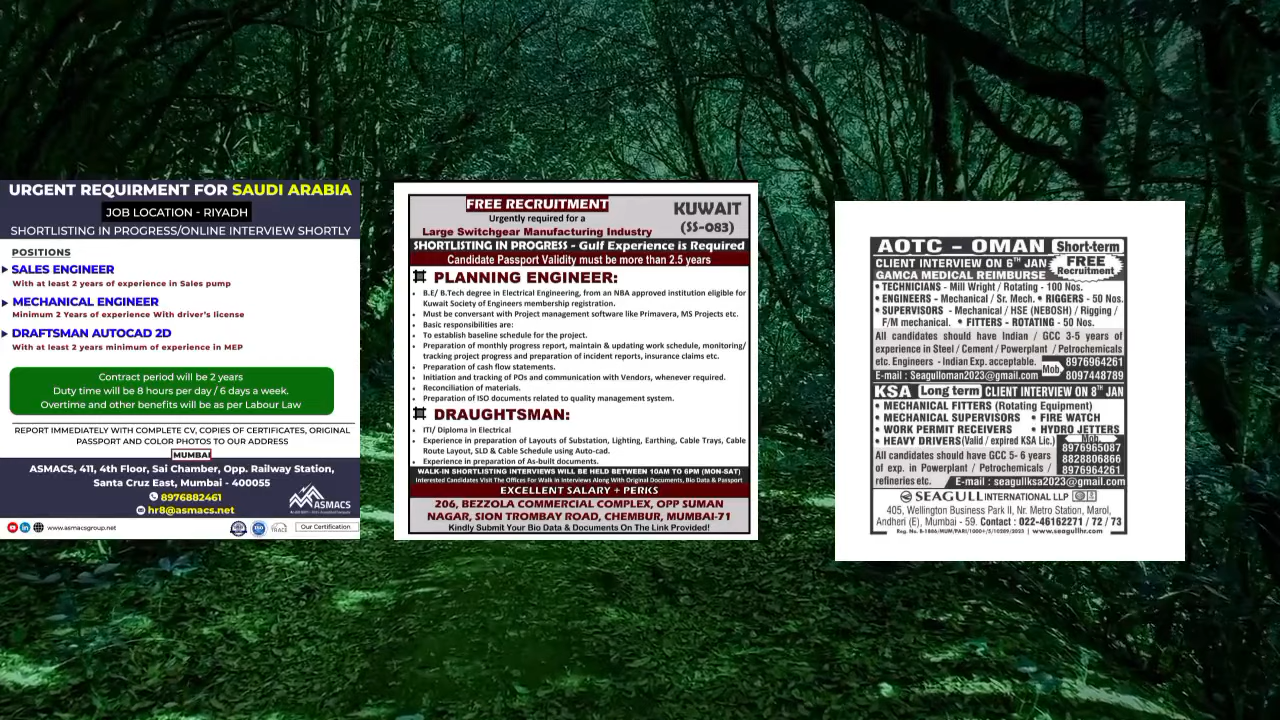 URGENT REQUIRMENT FOR SAUDI ARABIA
JOB LOCATION - RIYADH
SHORTLISTING IN PROGRESS/ONLINE INTERVIEW SHORTLY
POSITIONS
SALES ENGINEER
With at least 2 years of experience in Sales pump
MECHANICAL ENGINEER
Minimum 2 Years of experience With driver's license
DRAFTSMAN AUTOCAD 2D
With at least 2 years minimum of experience in MEP
Contract period will be 2 years
Duty time will be 8 hours per day / 6 days a week.
Overtime and other benefits will be as per Labour Law
REPORT IMMEDIATELY WITH COMPLETE CV, COPIES OF CERTIFICATES, ORIGINAL
PASSPORT AND COLOR PHOTOS TO OUR ADDRESS
MUMBAI
ASMACS, 411, 4th Floor, Sai Chamber, Opp. Railway Station,
Santa Cruz East, Mumbai - 400055
8976882461
hr8@asmacs.net
ASMACS
www.asmacsgroup.net
Our Certification
FREE RECRUITMENT
Urgently required for a
Large Switchgear Manufacturing Industry
KUWAIT
(SS-083)
SHORTLISTING IN PROGRESS - Gulf Experience is Required
Candidate Passport Validity must be more than 2.5 years
PLANNING ENGINEER:
• B.E/ B.Tech degree in Electrical Engineering, from an NBA approved institution eligible for
Kuwait Society of Engineers membership registration.
• Must be conversant with Project management software like Primavera, MS Projects etc.
• Basic responsibilities are:
• To establish baseline schedule for the project.
• Preparation of monthly progress report, maintain & updating work schedule, monitoring/
tracking project progress and preparation of incident reports, insurance claims etc.
• Preparation of cash flow statements.
• Initiation and tracking of POs and communication with Vendors, whenever required.
• Reconciliation of materials.
• Preparation of ISO documents related to quality management system.
DRAUGHTSMAN:
• ITI/ Diploma in Electrical
• Experience in preparation of Layouts of Substation, Lighting, Earthing, Cable Trays, Cable
Route Layout, SLD & Cable Schedule using Auto-cad.
• Experience in preparation of As-built documents.
WALK-IN SHORTLISTING INTERVIEWS WILL BE HELD BETWEEN 10AM TO 6PM (MON-SAT)
Interested Candidates Visit The Offices For Walk in Interviews Along With Original Documents, Bio Data & Passport
EXCELLENT SALARY + PERKS
206, BEZZOLA COMMERCIAL COMPLEX, OPP SUMAN
NAGAR, SION TROMBAY ROAD, CHEMBUR, MUMBAI-71
Kindly Submit Your Bio Data & Documents On The Link Provided!
AOTC – OMAN Short-term
CLIENT INTERVIEW ON 6TH JAN
GAMCA MEDICAL REIMBURSE
FREE
Recruitment
• TECHNICIANS - Mill Wright / Rotating - 100 Nos.
• ENGINEERS - Mechanical / Sr. Mech. • RIGGERS - 50 Nos.
• SUPERVISORS - Mechanical / HSE (NEBOSH) / Rigging /
F/M mechanical. • FITTERS - ROTATING - 50 Nos.
All candidates should have Indian / GCC 3-5 years of
experience in Steel / Cement / Powerplant / Petrochemicals
etc. Engineers - Indian Exp. acceptable.
Mob.
8976964261
8097448789
E-mail : Seagulloman2023@gmail.com
KSA Long term CLIENT INTERVIEW ON 8TH JAN
• MECHANICAL FITTERS (Rotating Equipment)
• MECHANICAL SUPERVISORS • FIRE WATCH
• WORK PERMIT RECEIVERS • HYDRO JETTERS
• HEAVY DRIVERS (Valid / expired KSA Lic.)
Mob.
8976965087
8828806866
8976964261
All candidates should have GCC 5- 6 years
of exp. in Powerplant / Petrochemicals /
refineries etc. E-mail : seagullksa2023@gmail.com
SEAGULL INTERNATIONAL LLP
405, Wellington Business Park II, Nr. Metro Station, Marol,
Andheri (E), Mumbai - 59. Contact : 022-46162271 / 72 / 73
www.seagullhr.com